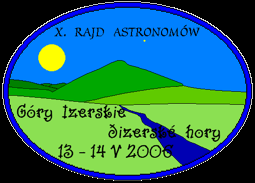 X. RAJD ASTRONOMÓW
Góry Izerskie
Jizerské hory
13 - 14 V 2006